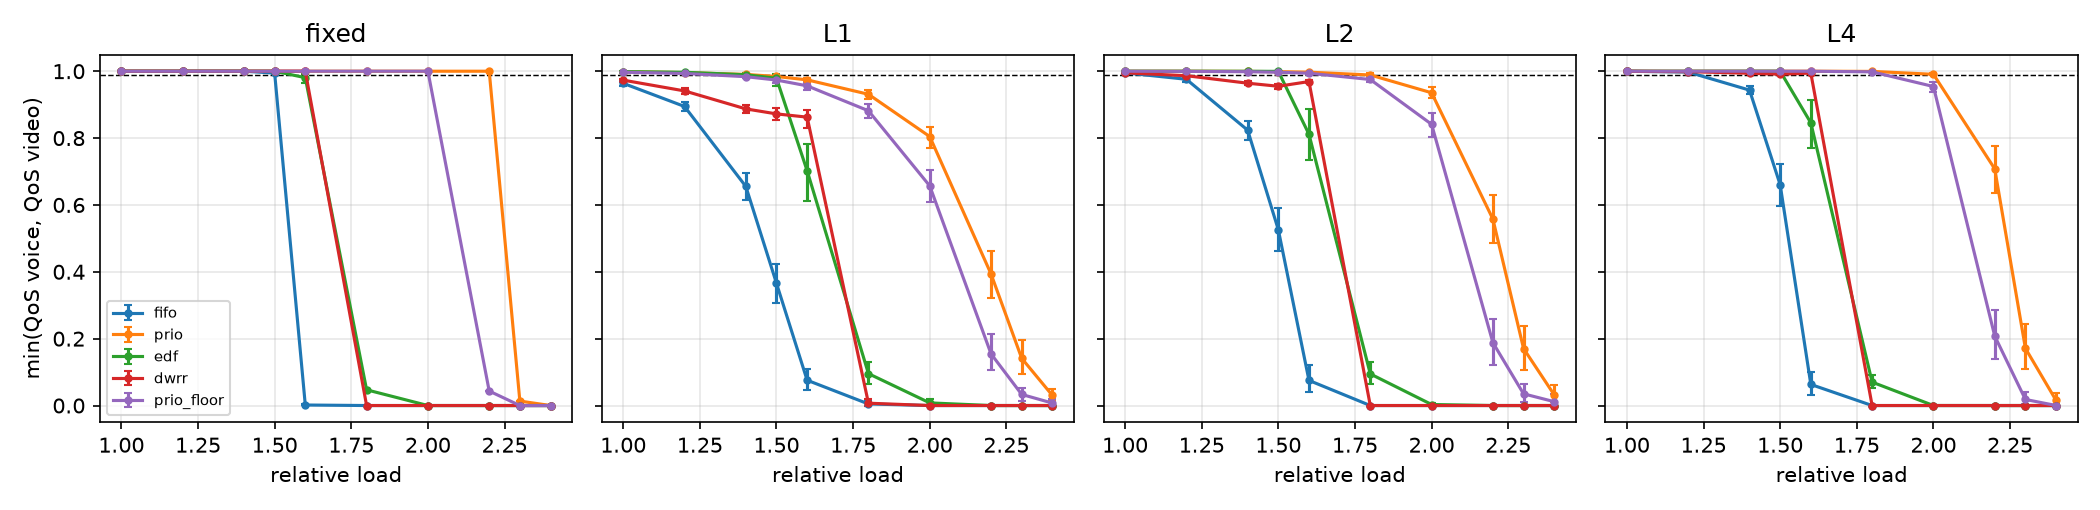 fixed
L1
L2
L4
min(QoS voice, QoS video)
1.0
0.8
0.6
0.4
0.2
0.0
fifo
prio
edf
dwrr
prio_floor
1.00 1.25 1.50 1.75 2.00 2.25
1.00 1.25 1.50 1.75 2.00 2.25
1.00 1.25 1.50 1.75 2.00 2.25
1.00 1.25 1.50 1.75 2.00 2.25
relative load
relative load
relative load
relative load